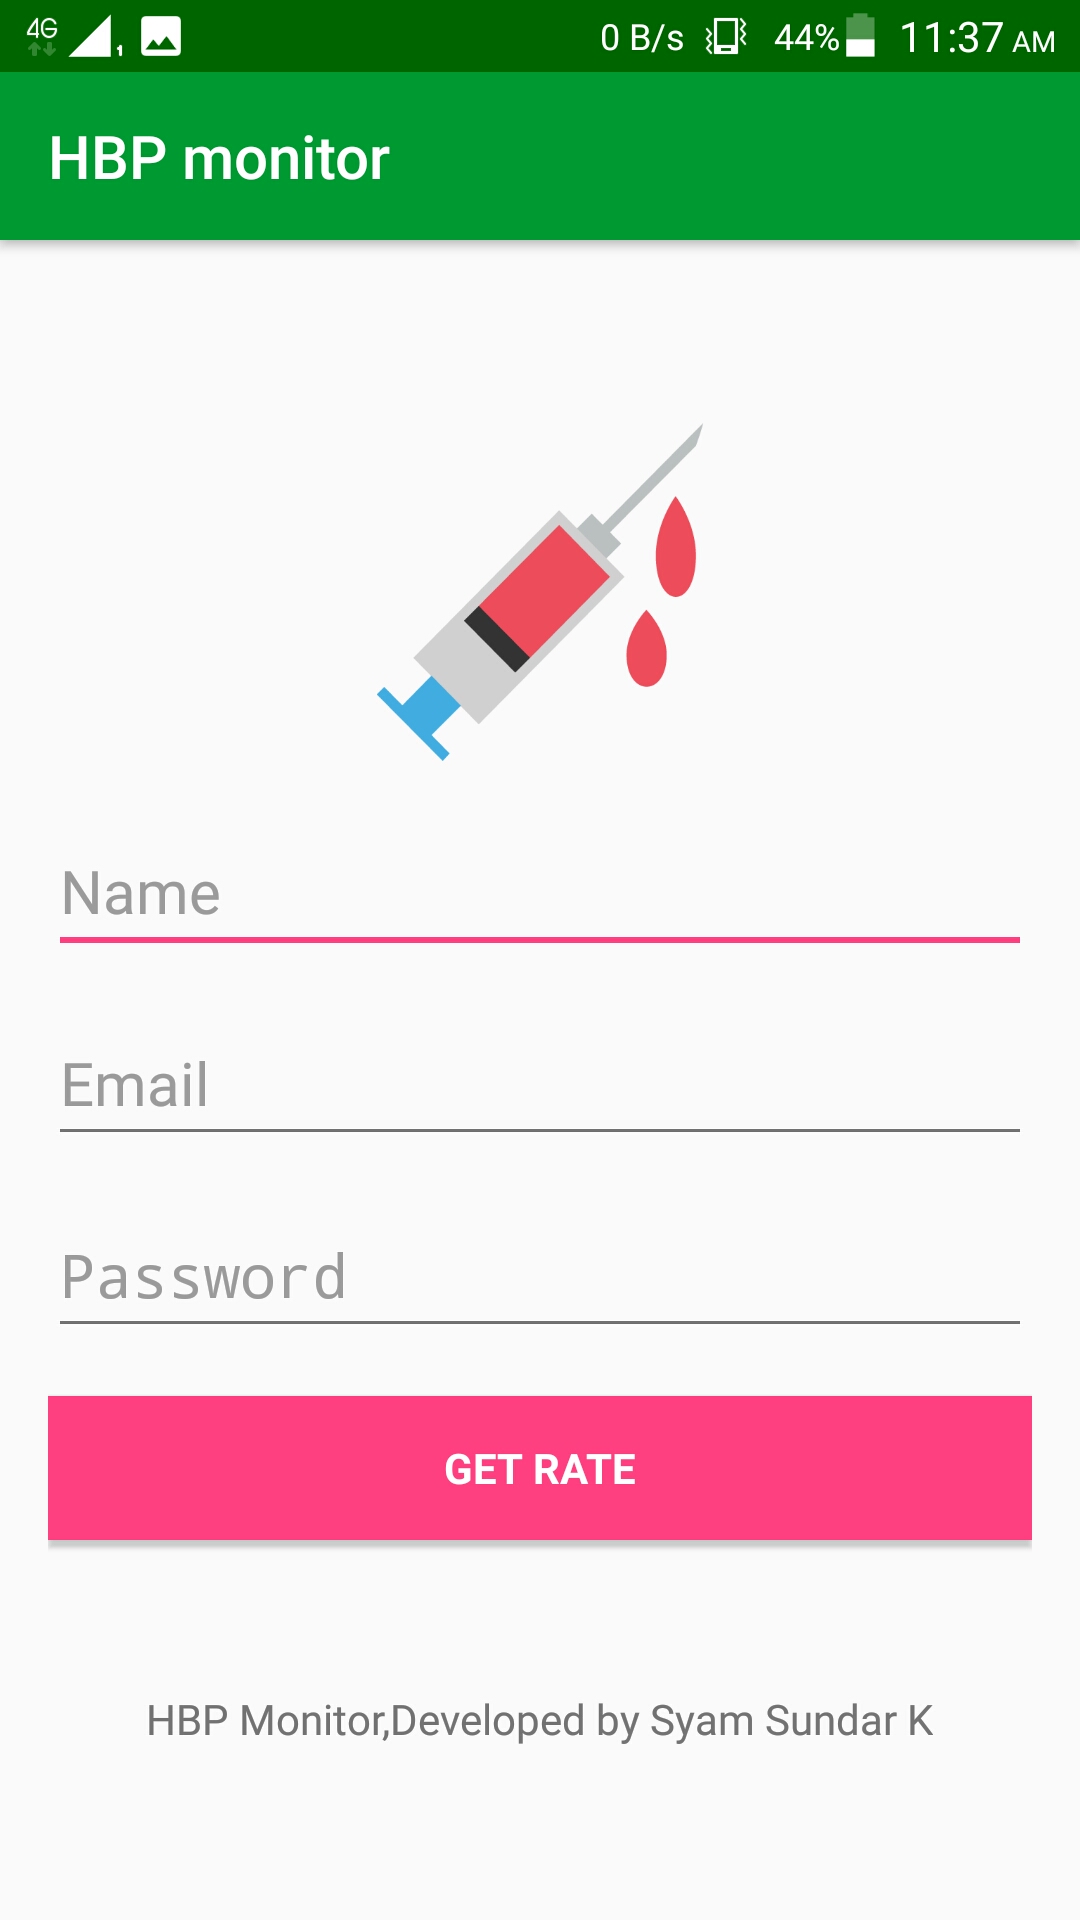 4G 1 0 B/s 44% 11:37 AM
HBP monitor
Name
Email
Password
GET RATE
HBP Monitor,Developed by Syam Sundar K